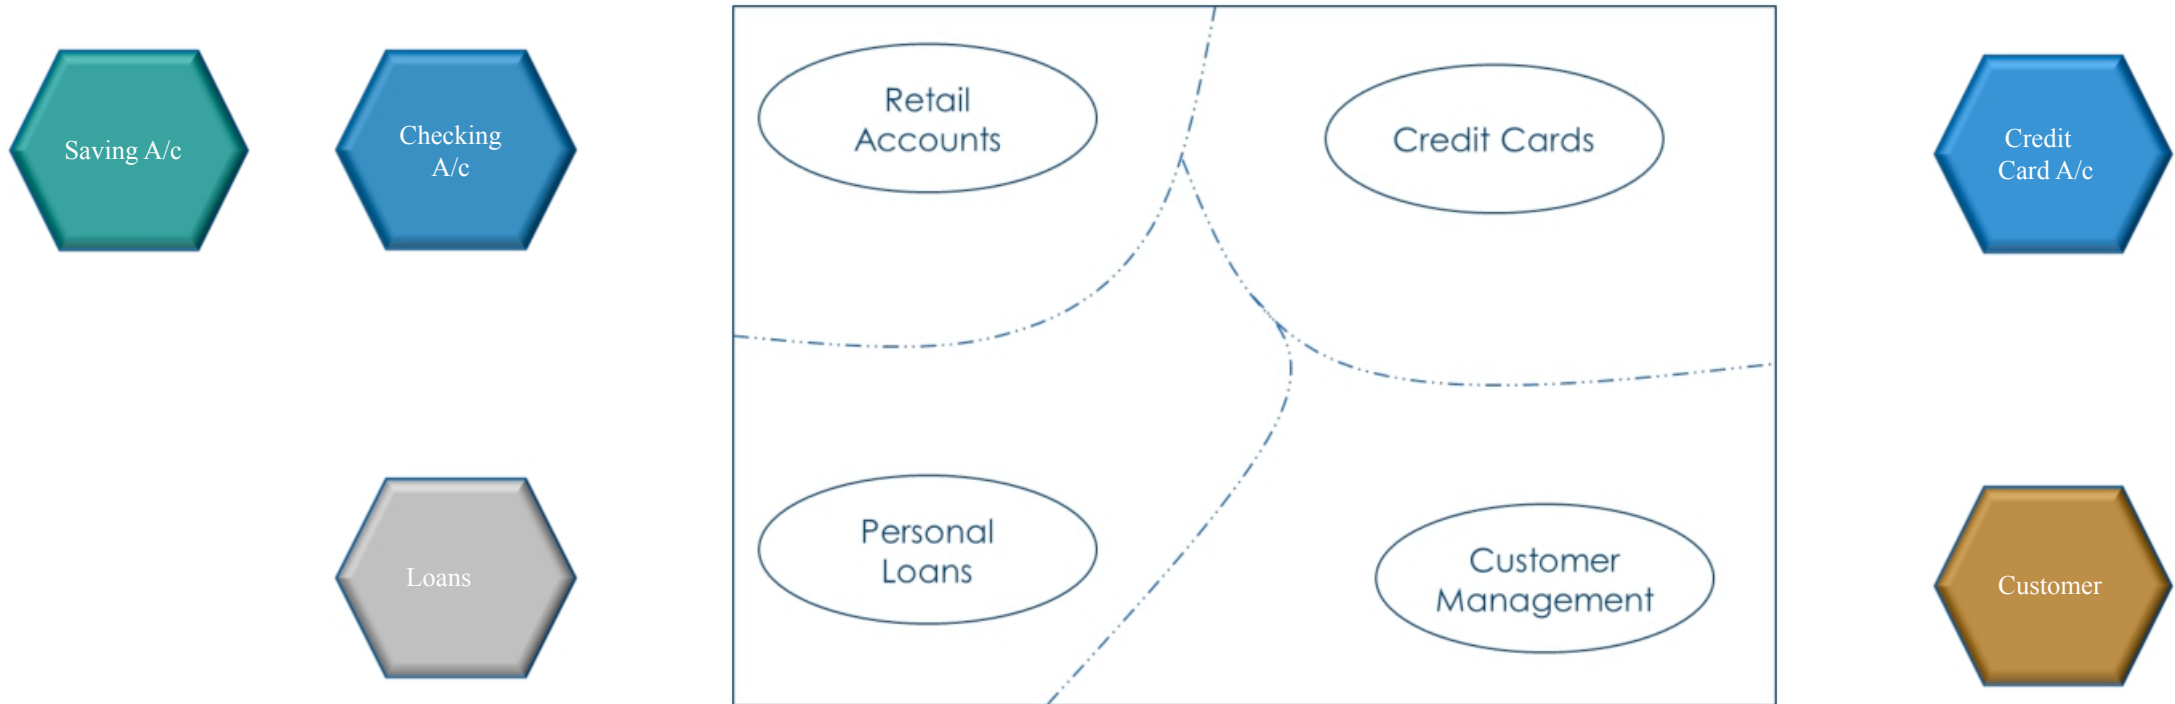 Saving A/c
Checking
A/c
Retail
Accounts
Credit Cards
Credit
Card A/c
Loans
Personal
Loans
Customer
Management
Customer